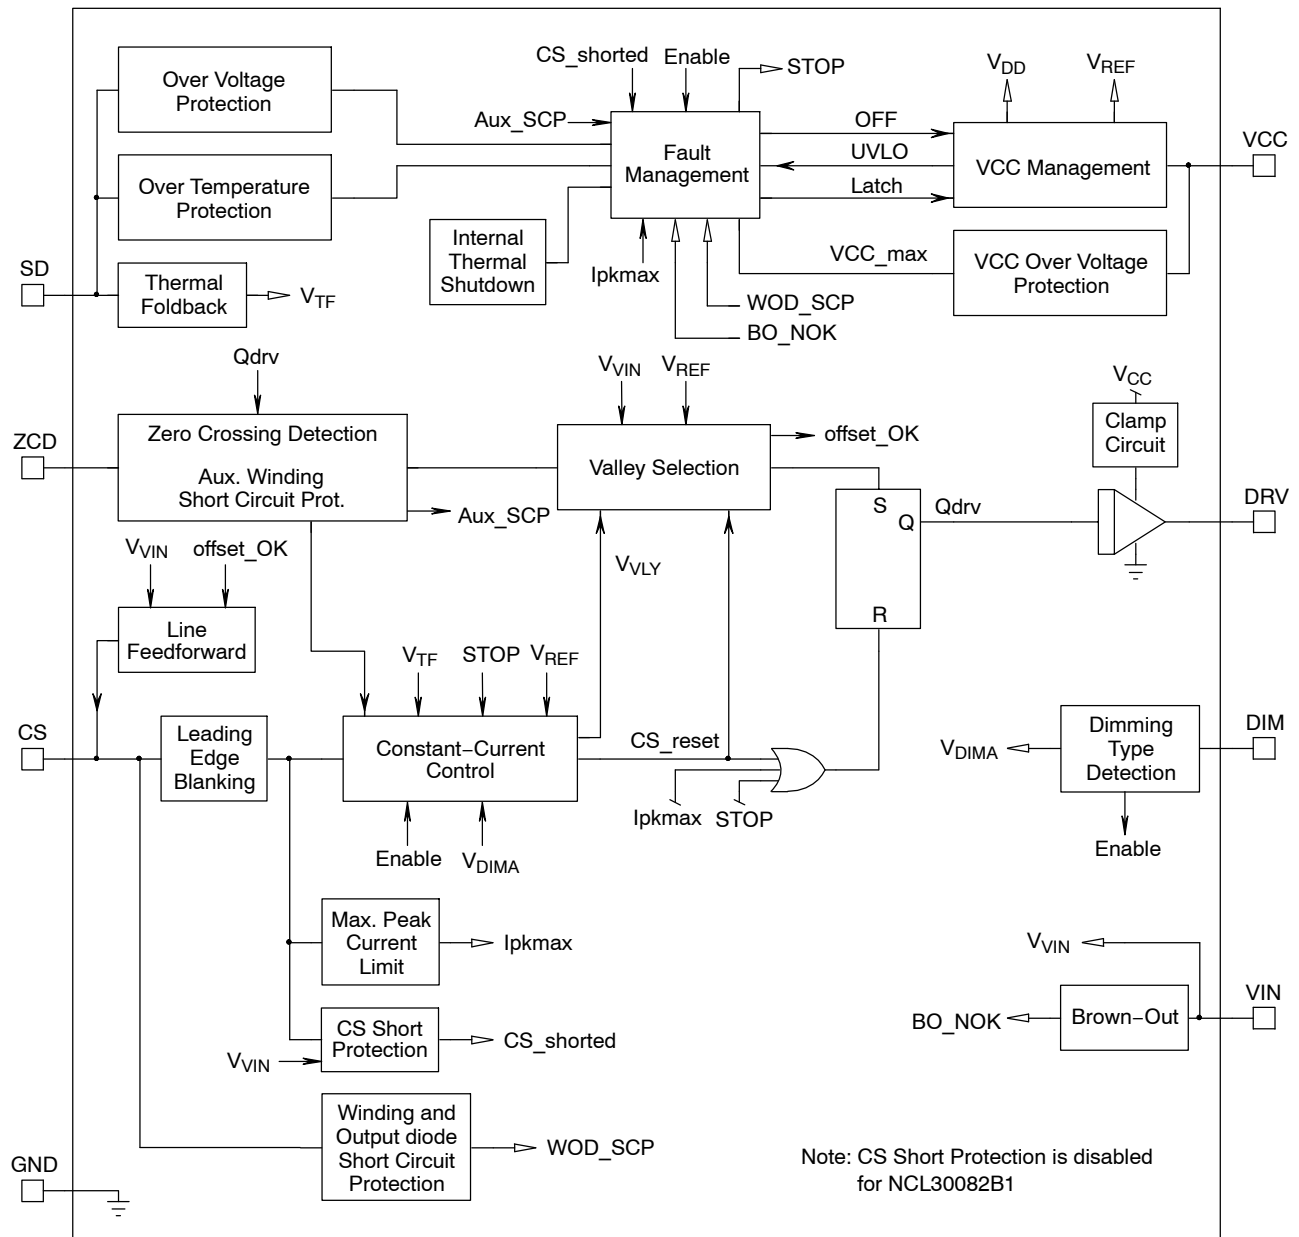 Over Voltage
Protection
Over Temperature
Protection
SD
Thermal
Foldback
VTF
CS_shorted
Enable
STOP
Aux_SCP
Fault
Management
Internal
Thermal
Shutdown
Ipkmax
WOD_SCP
BO_NOK
OFF
UVLO
Latch
VDD
VREF
VCC Management
VCC
VCC_max
VCC Over Voltage
Protection
Qdrv
ZCD
Zero Crossing Detection
Aux. Winding
Short Circuit Prot.
Aux_SCP
VVIN
VREF
Valley Selection
offset_OK
VCC
Clamp
Circuit
S
Q
R
Qdrv
DRV
VVIN
offset_OK
Line
Feedforward
VVLY
VTF
STOP
VREF
CS
Leading
Edge
Blanking
Constant−Current
Control
CS_reset
Ipkmax
STOP
Enable
VDIMA
VDIMA
Dimming
Type
Detection
DIM
Enable
Max. Peak
Current
Limit
Ipkmax
VVIN
CS Short
Protection
CS_shorted
VVIN
BO_NOK
Brown−Out
VIN
Winding and
Output diode
Short Circuit
Protection
WOD_SCP
GND
Note: CS Short Protection is disabled
for NCL30082B1